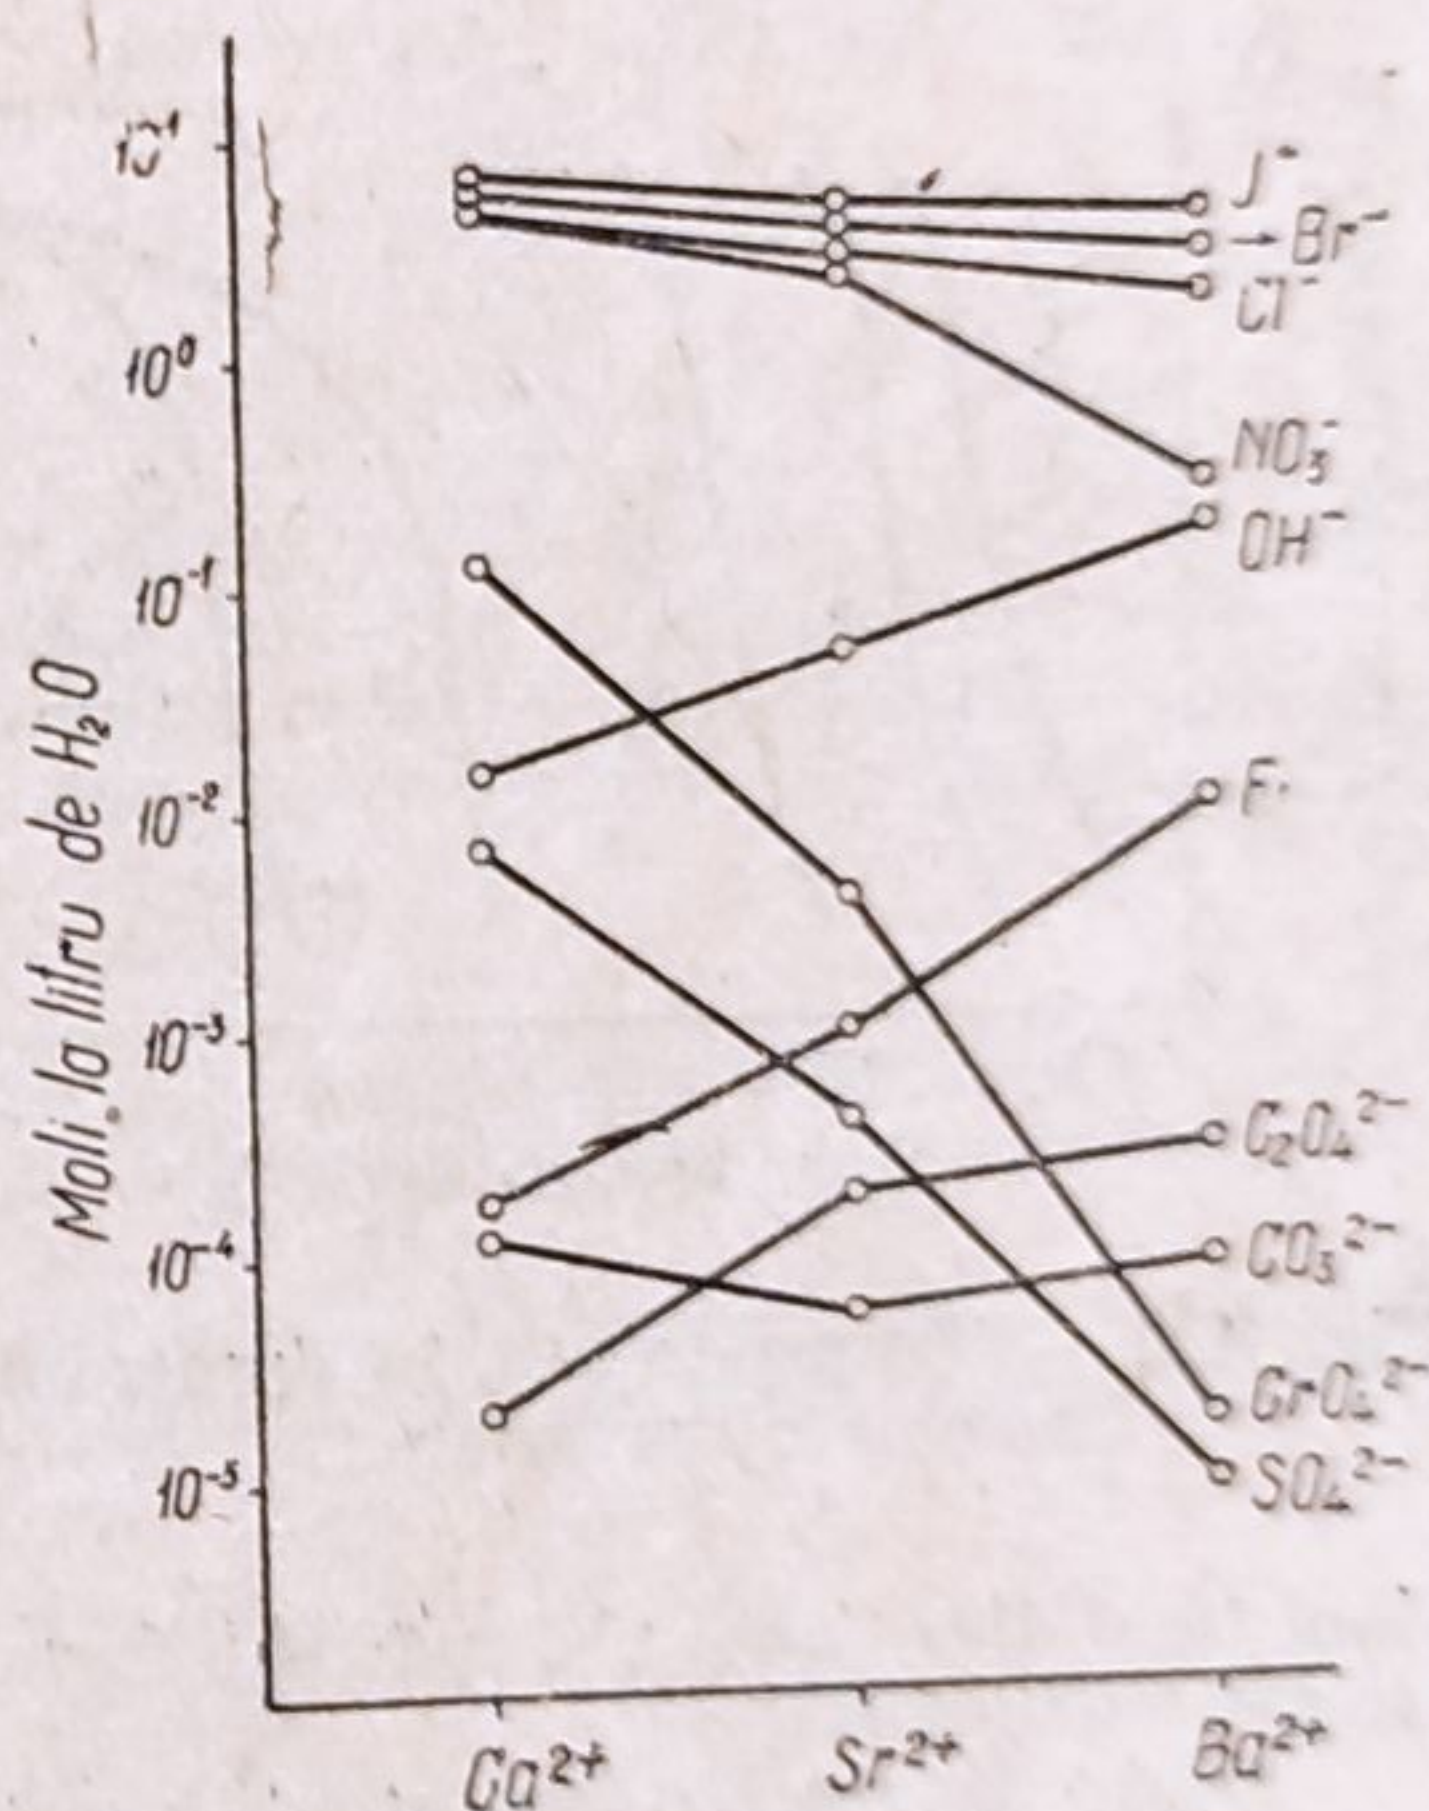 Moli la litru de H₂O
10¹
10⁰
10⁻¹
10⁻²
10⁻³
10⁻⁴
10⁻⁵
J⁻
→ Br⁻
Cl⁻
NO₃⁻
OH⁻
F⁻
C₂O₄²⁻
CO₃²⁻
CrO₄²⁻
SO₄²⁻
Ca²⁺
Sr²⁺
Ba²⁺